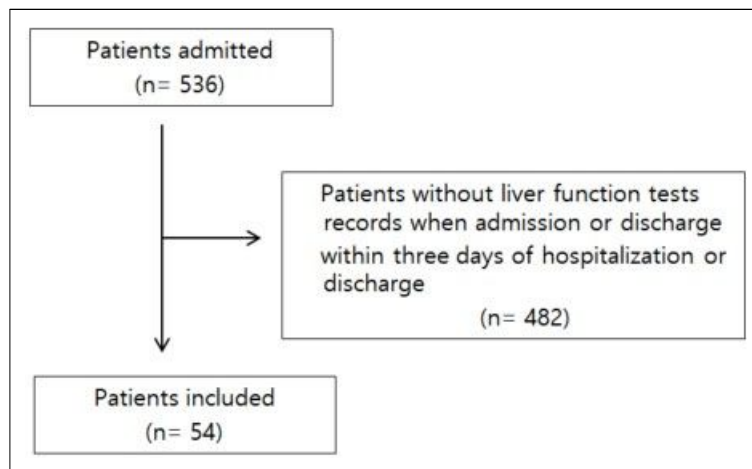 Patients admitted
(n= 536)
Patients without liver function tests
records when admission or discharge
within three days of hospitalization or
discharge
(n= 482)
Patients included
(n= 54)